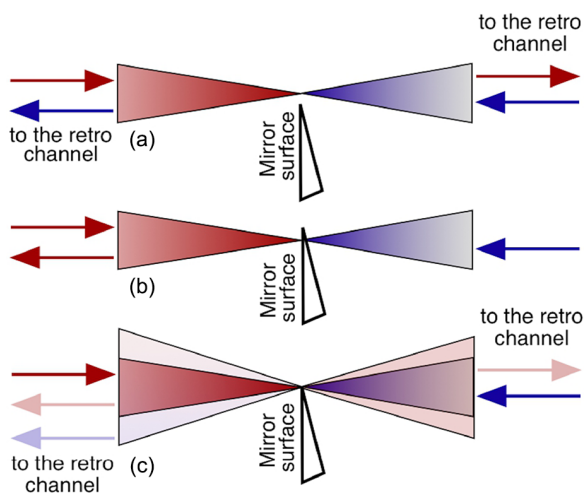 to the retro
channel
to the retro
channel
(a)
Mirror
surface
(b)
Mirror
surface
to the retro
channel
to the retro
channel
(c)
Mirror
surface